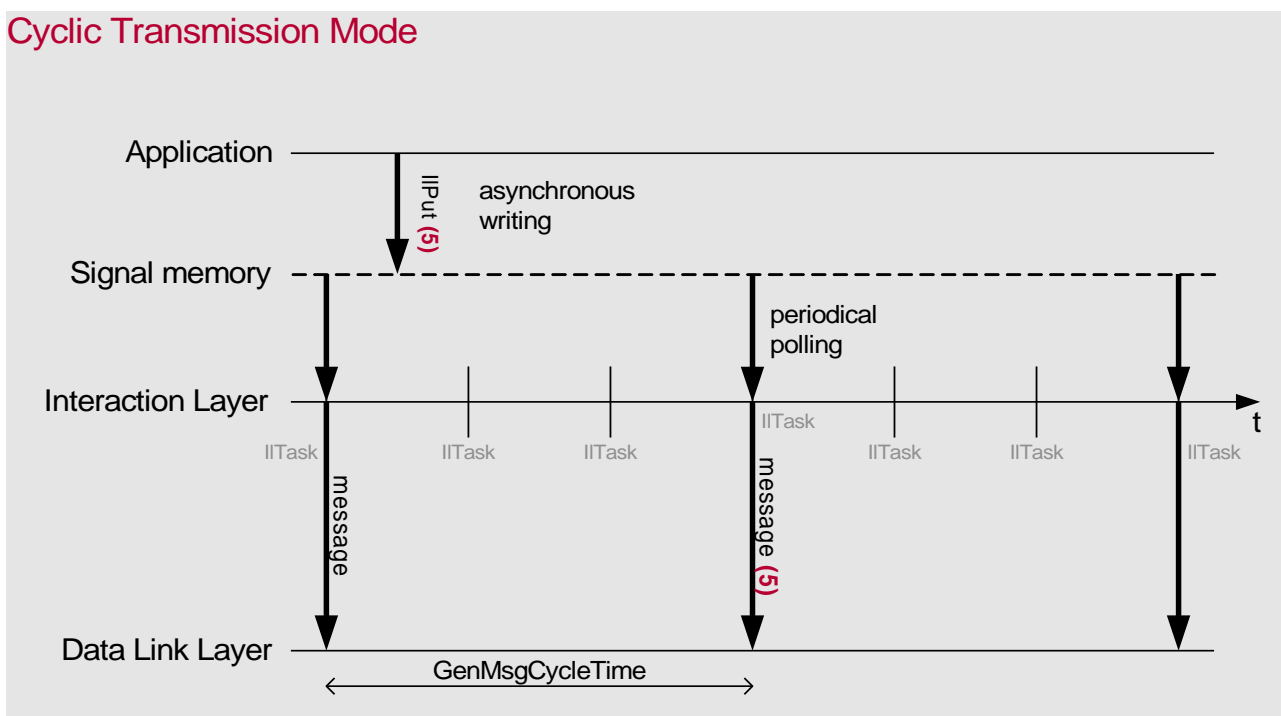 Cyclic Transmission Mode
Application
IlPut (5)
asynchronous
writing
Signal memory
periodical
polling
Interaction Layer
t
IlTask
IlTask
IlTask
IlTask
IlTask
IlTask
IlTask
message
message (5)
Data Link Layer
GenMsgCycleTime